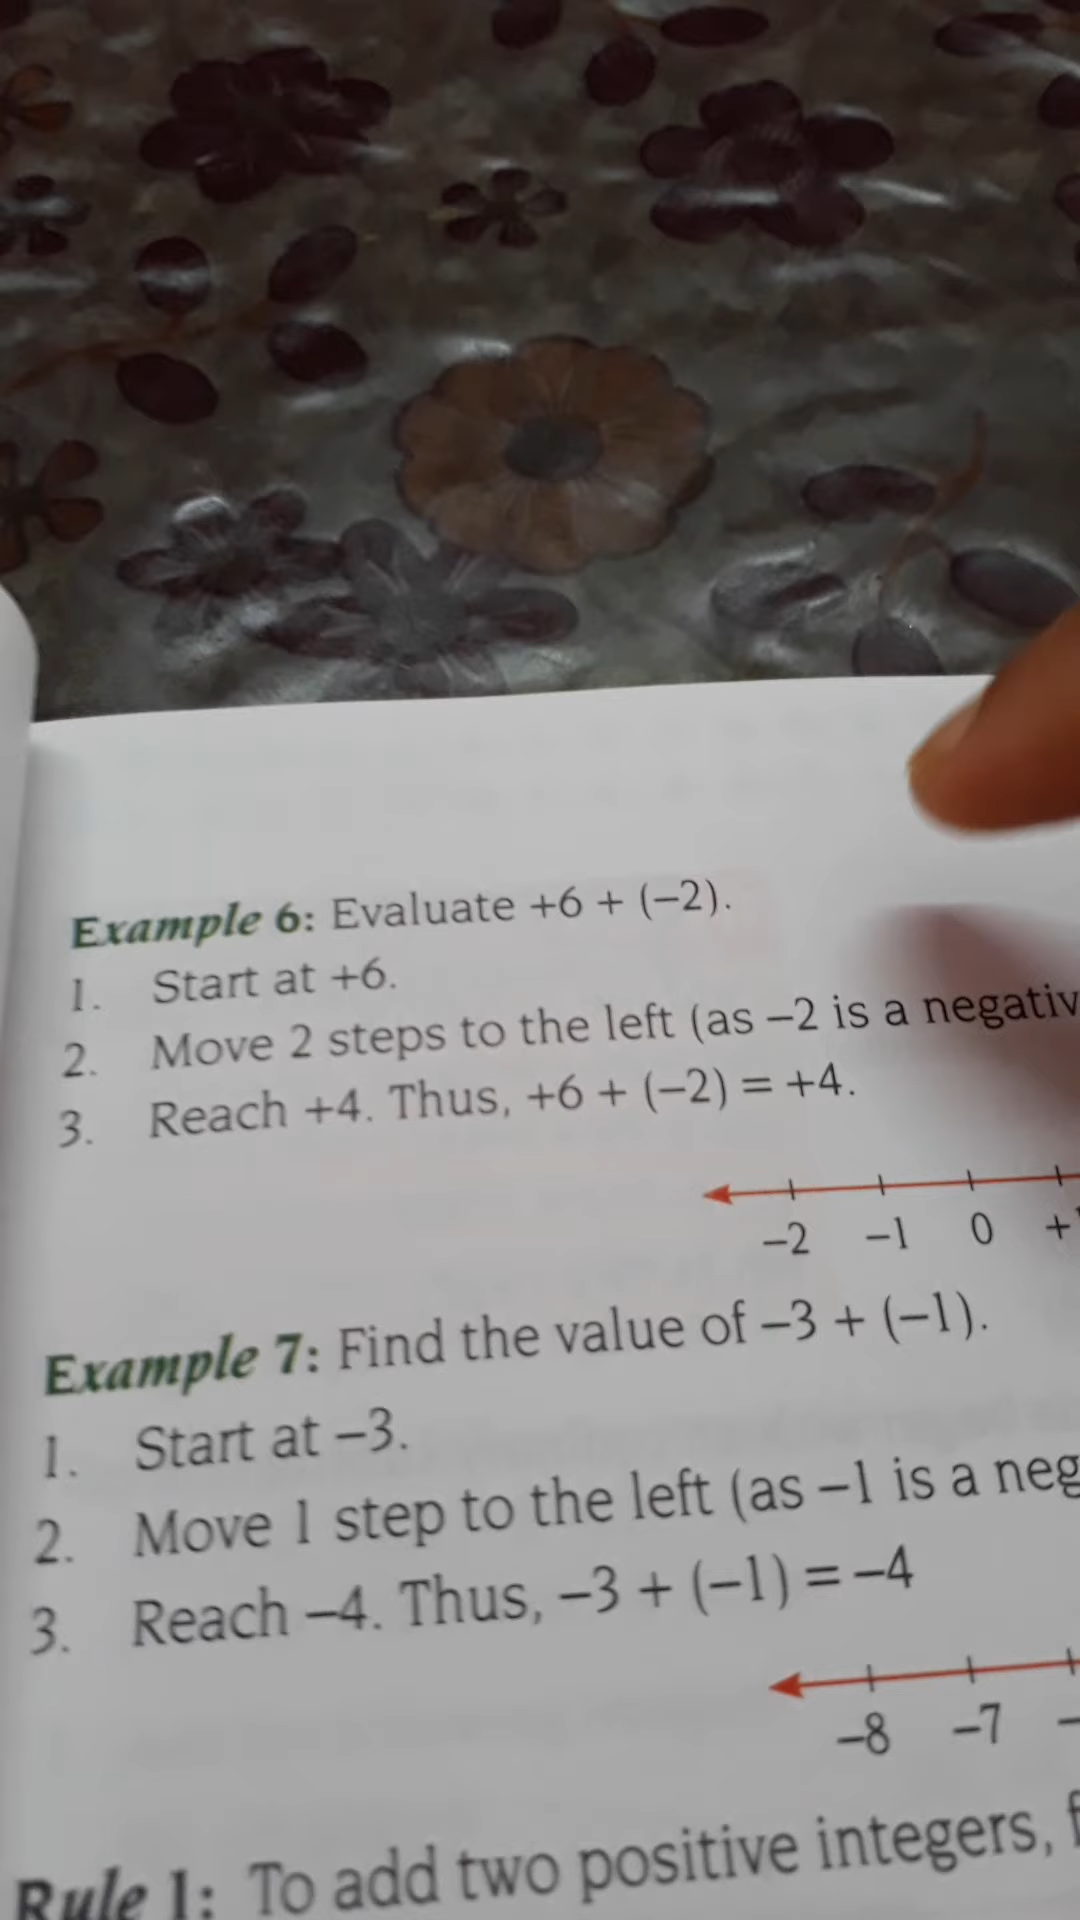 Example 6: Evaluate +6 + (−2).
1. Start at +6.
2. Move 2 steps to the left (as −2 is a negativ
3. Reach +4. Thus, +6 + (−2) = +4.
−2 −1 0 +1
Example 7: Find the value of −3 + (−1).
1. Start at −3.
2. Move 1 step to the left (as −1 is a neg
3. Reach −4. Thus, −3 + (−1) = −4
−8 −7 −
Rule 1: To add two positive integers, f